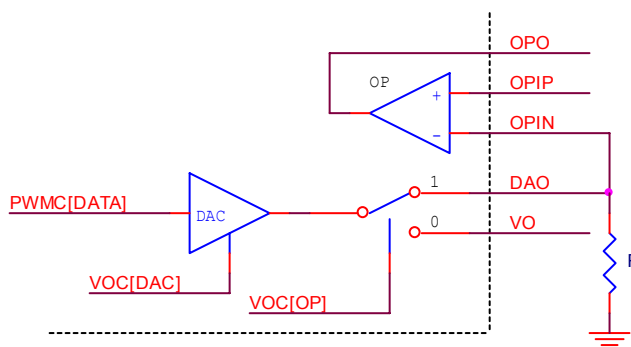 OPO
OP
OPIP
+
OPIN
-
1
DAO
PWMC[DATA]
DAC
0
VO
R
VOC[DAC]
VOC[OP]